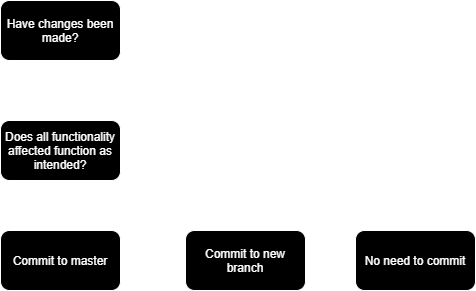 Have changes been
made?
Does all functionality
affected function as
intended?
Commit to master
Commit to new
branch
No need to commit